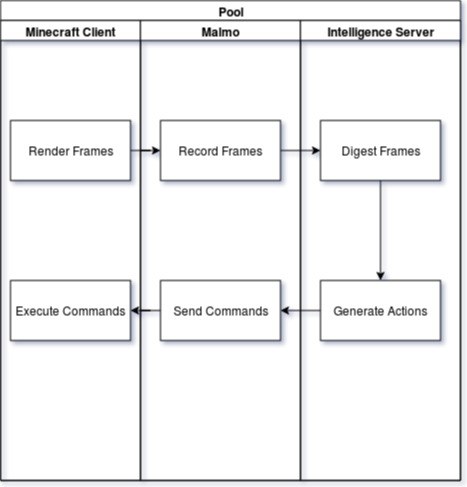 Pool
Minecraft Client
Malmo
Intelligence Server
Render Frames
Record Frames
Digest Frames
Execute Commands
Send Commands
Generate Actions